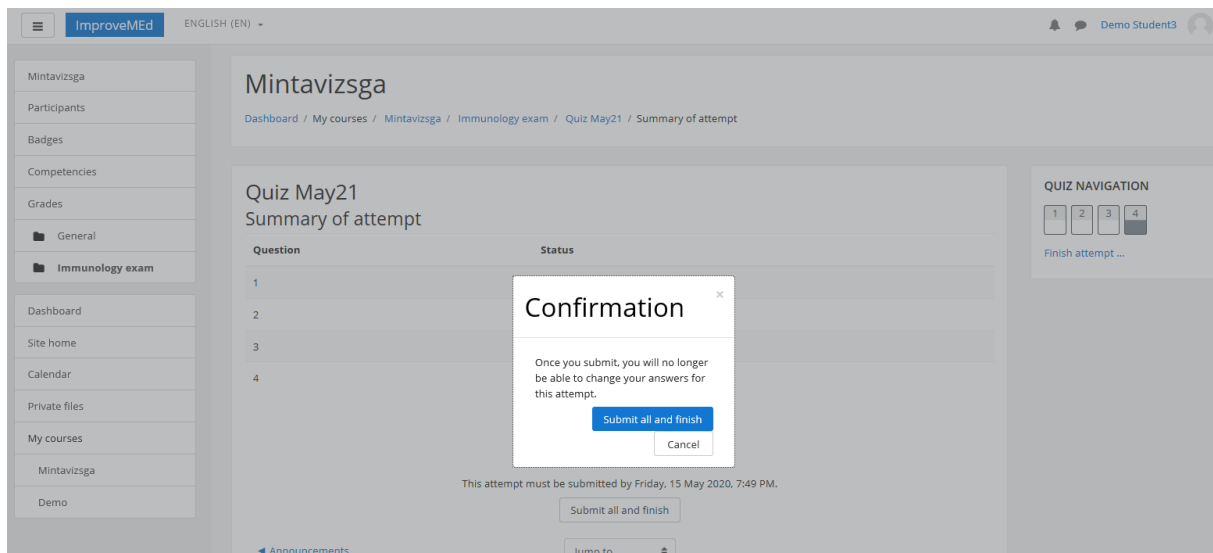 ImproveMEd
ENGLISH (EN)
Demo Student3
Mintavizsga
Participants
Badges
Competencies
Grades
General
Immunology exam
Dashboard
Site home
Calendar
Private files
My courses
Mintavizsga
Demo
Mintavizsga
Dashboard / My courses / Mintavizsga / Immunology exam / Quiz May21 / Summary of attempt
Quiz May21
Summary of attempt
Question Status
1
2
3
4
Confirmation
×
Once you submit, you will no longer
be able to change your answers for
this attempt.
Submit all and finish
Cancel
This attempt must be submitted by Friday, 15 May 2020, 7:49 PM.
Submit all and finish
◄ Announcements
Jump to...
QUIZ NAVIGATION
1 2 3 4
Finish attempt ...